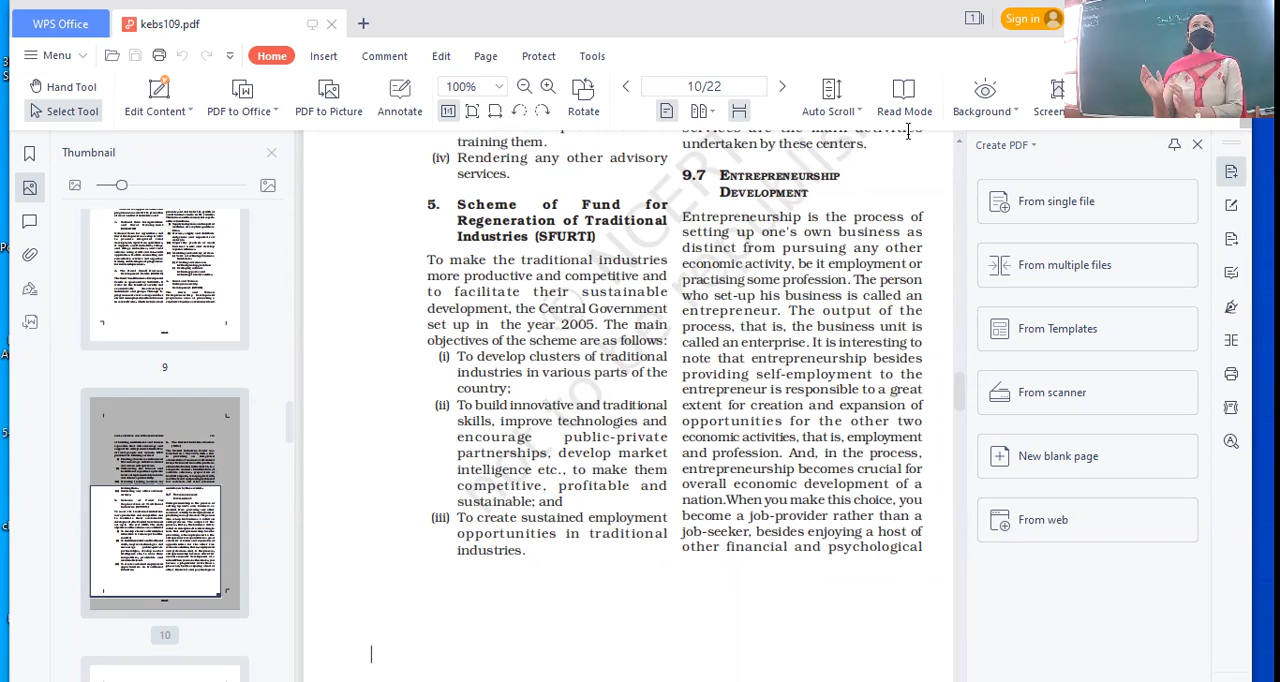 WPS Office
kebs109.pdf
Sign in
Menu
Home
Insert
Comment
Edit
Page
Protect
Tools
Hand Tool
Select Tool
Edit Content
PDF to Office
PDF to Picture
Annotate
100%
Rotate
10/22
Auto Scroll
Read Mode
Background
Screen
Thumbnail
9
10
training them.
(iv) Rendering any other advisory
services.
5. Scheme of Fund for
Regeneration of Traditional
Industries (SFURTI)
To make the traditional industries
more productive and competitive and
to facilitate their sustainable
development, the Central Government
set up in the year 2005. The main
objectives of the scheme are as follows:
(i) To develop clusters of traditional
industries in various parts of the
country;
(ii) To build innovative and traditional
skills, improve technologies and
encourage public-private
partnerships, develop market
intelligence etc., to make them
competitive, profitable and
sustainable; and
(iii) To create sustained employment
opportunities in traditional
industries.
services are the main activities
undertaken by these centers.
9.7 ENTREPRENEURSHIP
DEVELOPMENT
Entrepreneurship is the process of
setting up one's own business as
distinct from pursuing any other
economic activity, be it employment or
practising some profession. The person
who set-up his business is called an
entrepreneur. The output of the
process, that is, the business unit is
called an enterprise. It is interesting to
note that entrepreneurship besides
providing self-employment to the
entrepreneur is responsible to a great
extent for creation and expansion of
opportunities for the other two
economic activities, that is, employment
and profession. And, in the process,
entrepreneurship becomes crucial for
overall economic development of a
nation.When you make this choice, you
become a job-provider rather than a
job-seeker, besides enjoying a host of
other financial and psychological
© NCERT
Create PDF
From single file
From multiple files
From Templates
From scanner
New blank page
From web